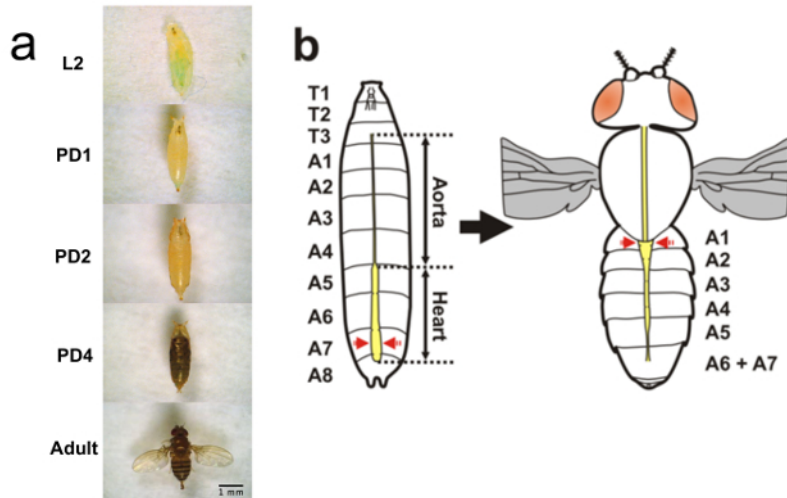 a
L2
PD1
PD2
PD4
Adult
1 mm
b
T1
T2
T3
A1
A2
A3
A4
A5
A6
A7
A8
Aorta
Heart
A1
A2
A3
A4
A5
A6 + A7